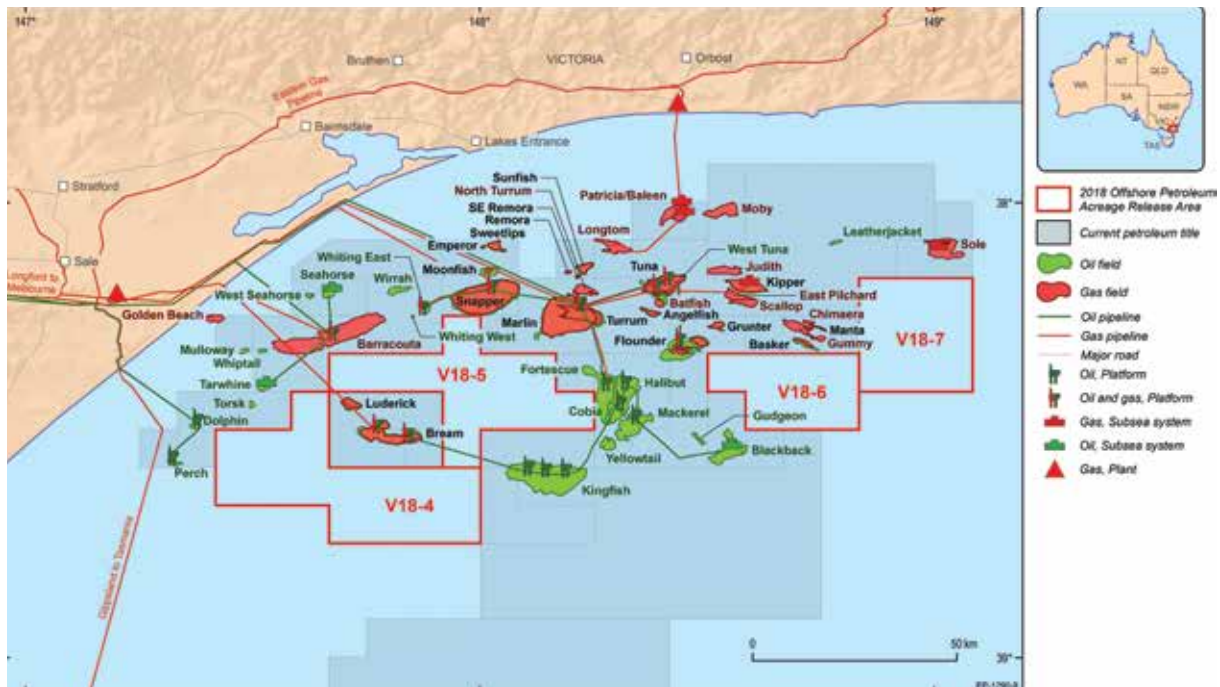 147°
148°
149°
Bruthen
VICTORIA
Orbost
Eastern Gas
Pipeline
Bairnsdale
Lakes Entrance
Stratford
Sale
38°
39°
Sunfish
North Turrum
SE Remora
Remora
Sweetlips
Emperor
Patricia/Baleen
Moby
Longtom
Leatherjacket
Sole
West Tuna
Whiting East
Moonfish
Tuna
Judith
Kipper
Seahorse
Wirrah
Snapper
Batfish
East Pilchard
West Seahorse
Angelfish
Scallop
Chimaera
Longford to
Melbourne
Golden Beach
Marlin
Turrum
Grunter
Manta
Whiting West
Flounder
Basker
Gummy
Mulloway
Whiptail
Barracouta
V18-7
Tarwhine
V18-5
Fortescue
Halibut
V18-6
Torsk
Luderick
Cobia
Mackerel
Gudgeon
Dolphin
Bream
Yellowtail
Blackback
Perch
Kingfish
V18-4
Gippsland to Tasmania
0
50 km
WA
NT
SA
QLD
NSW
TAS
2018 Offshore Petroleum
Acreage Release Area
Current petroleum title
Oil field
Gas field
Oil pipeline
Gas pipeline
Major road
Oil, Platform
Oil and gas, Platform
Gas, Subsea system
Oil, Subsea system
Gas, Plant